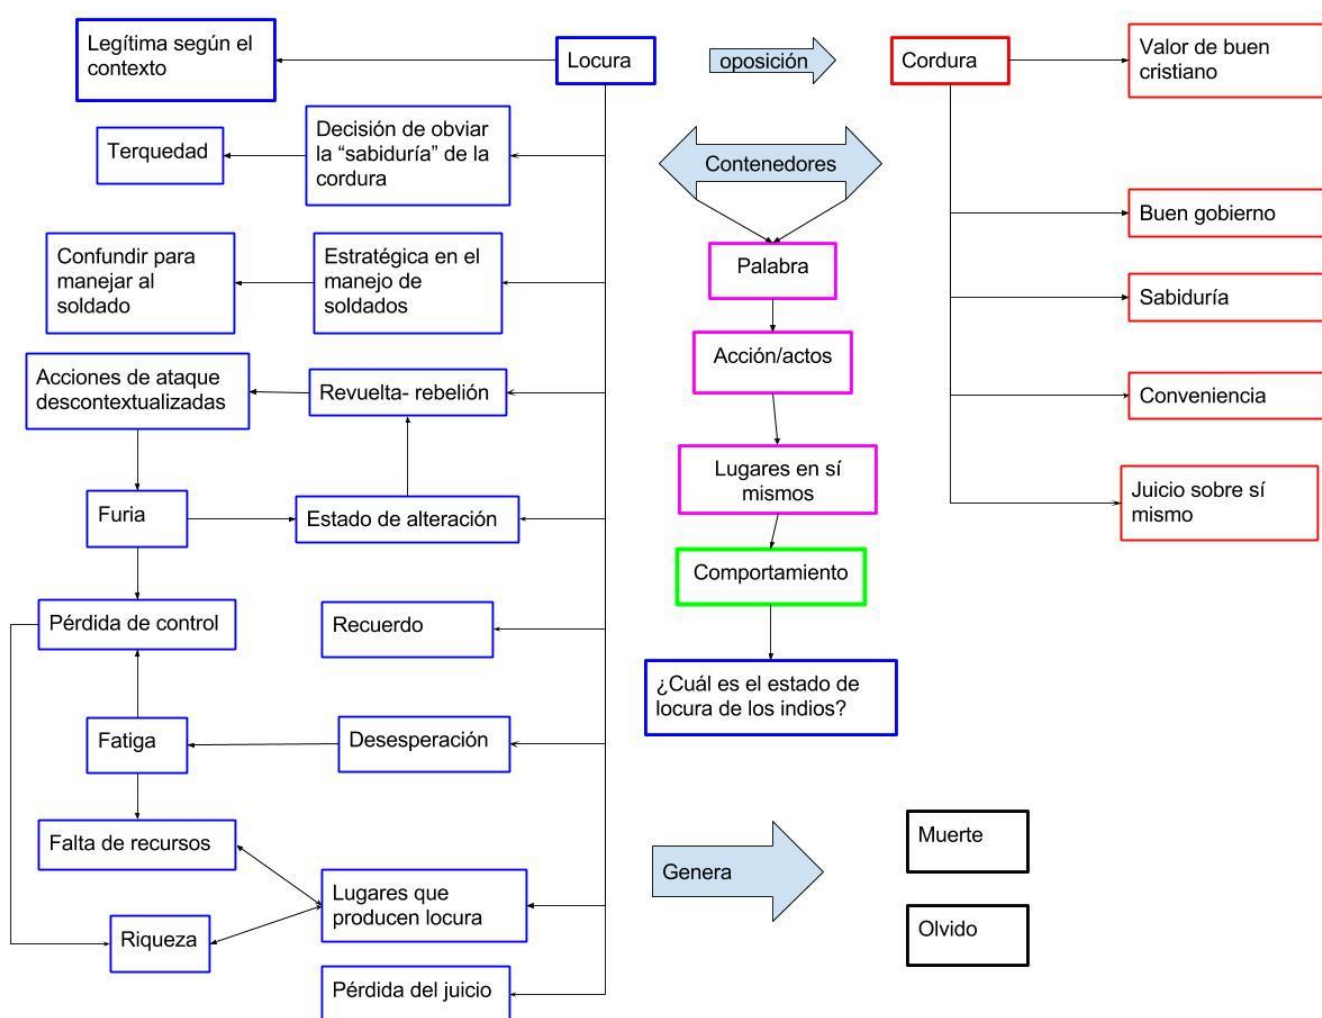 Legítima según el
contexto
Locura
oposición
Cordura
Valor de buen
cristiano
Terquedad
Decisión de obviar
la “sabiduría” de la
cordura
Contenedores
Buen gobierno
Confundir para
manejar al
soldado
Estratégica en el
manejo de
soldados
Palabra
Sabiduría
Acción/actos
Acciones de ataque
descontextualizadas
Revuelta- rebelión
Conveniencia
Lugares en sí
mismos
Juicio sobre sí
mismo
Furia
Estado de alteración
Comportamiento
Pérdida de control
Recuerdo
¿Cuál es el estado de
locura de los indios?
Fatiga
Desesperación
Falta de recursos
Genera
Muerte
Lugares que
producen locura
Riqueza
Olvido
Pérdida del juicio